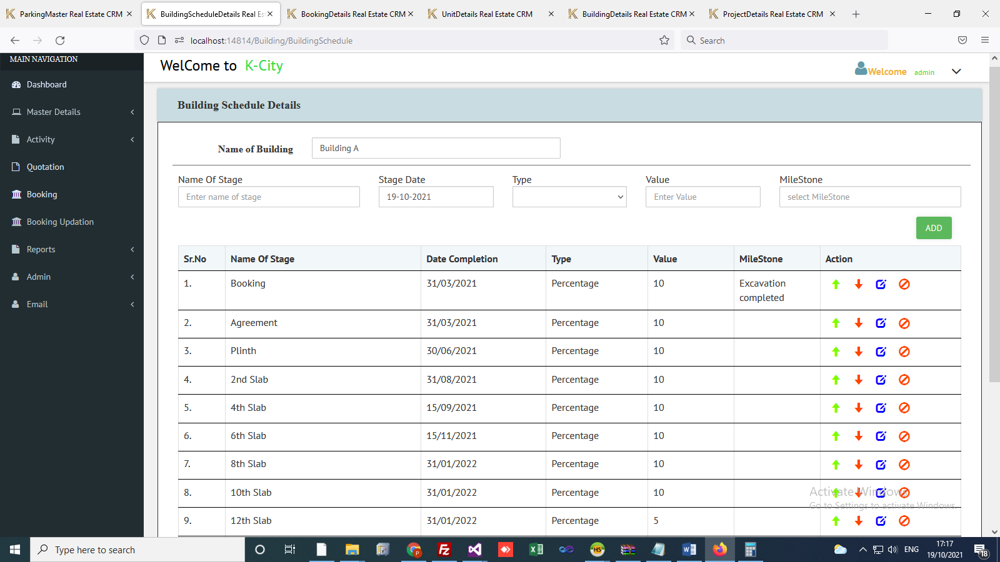 ParkingMaster Real Estate CRM
BuildingScheduleDetails Real Es
BookingDetails Real Estate CRM
UnitDetails Real Estate CRM
BuildingDetails Real Estate CRM
ProjectDetails Real Estate CRM
localhost:14814/Building/BuildingSchedule
Search
MAIN NAVIGATION
Dashboard
Master Details
Activity
Quotation
Booking
Booking Updation
Reports
Admin
Email
WelCome to K-City
Welcome admin
Building Schedule Details
Name of Building Building A
Name Of Stage Stage Date Type Value MileStone
Enter name of stage 19-10-2021 Enter Value select MileStone
ADD
Sr.No Name Of Stage Date Completion Type Value MileStone Action
1. Booking 31/03/2021 Percentage 10 Excavation
completed
2. Agreement 31/03/2021 Percentage 10
3. Plinth 30/06/2021 Percentage 10
4. 2nd Slab 31/08/2021 Percentage 10
5. 4th Slab 15/09/2021 Percentage 10
6. 6th Slab 15/11/2021 Percentage 10
7. 8th Slab 31/01/2022 Percentage 10
8. 10th Slab 31/01/2022 Percentage 10
Activate Windows
Go to Settings to activate Windows.
9. 12th Slab 31/01/2022 Percentage 5
Type here to search
P
HS
ENG
17:17
19/10/2021
18